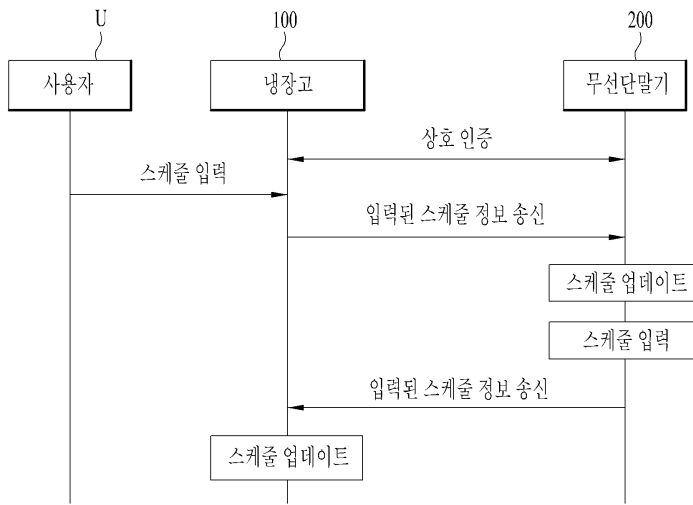 U
100
200
사용자
냉장고
무선단말기
상호 인증
스케줄 입력
입력된 스케줄 정보 송신
스케줄 업데이트
스케줄 입력
입력된 스케줄 정보 송신
스케줄 업데이트